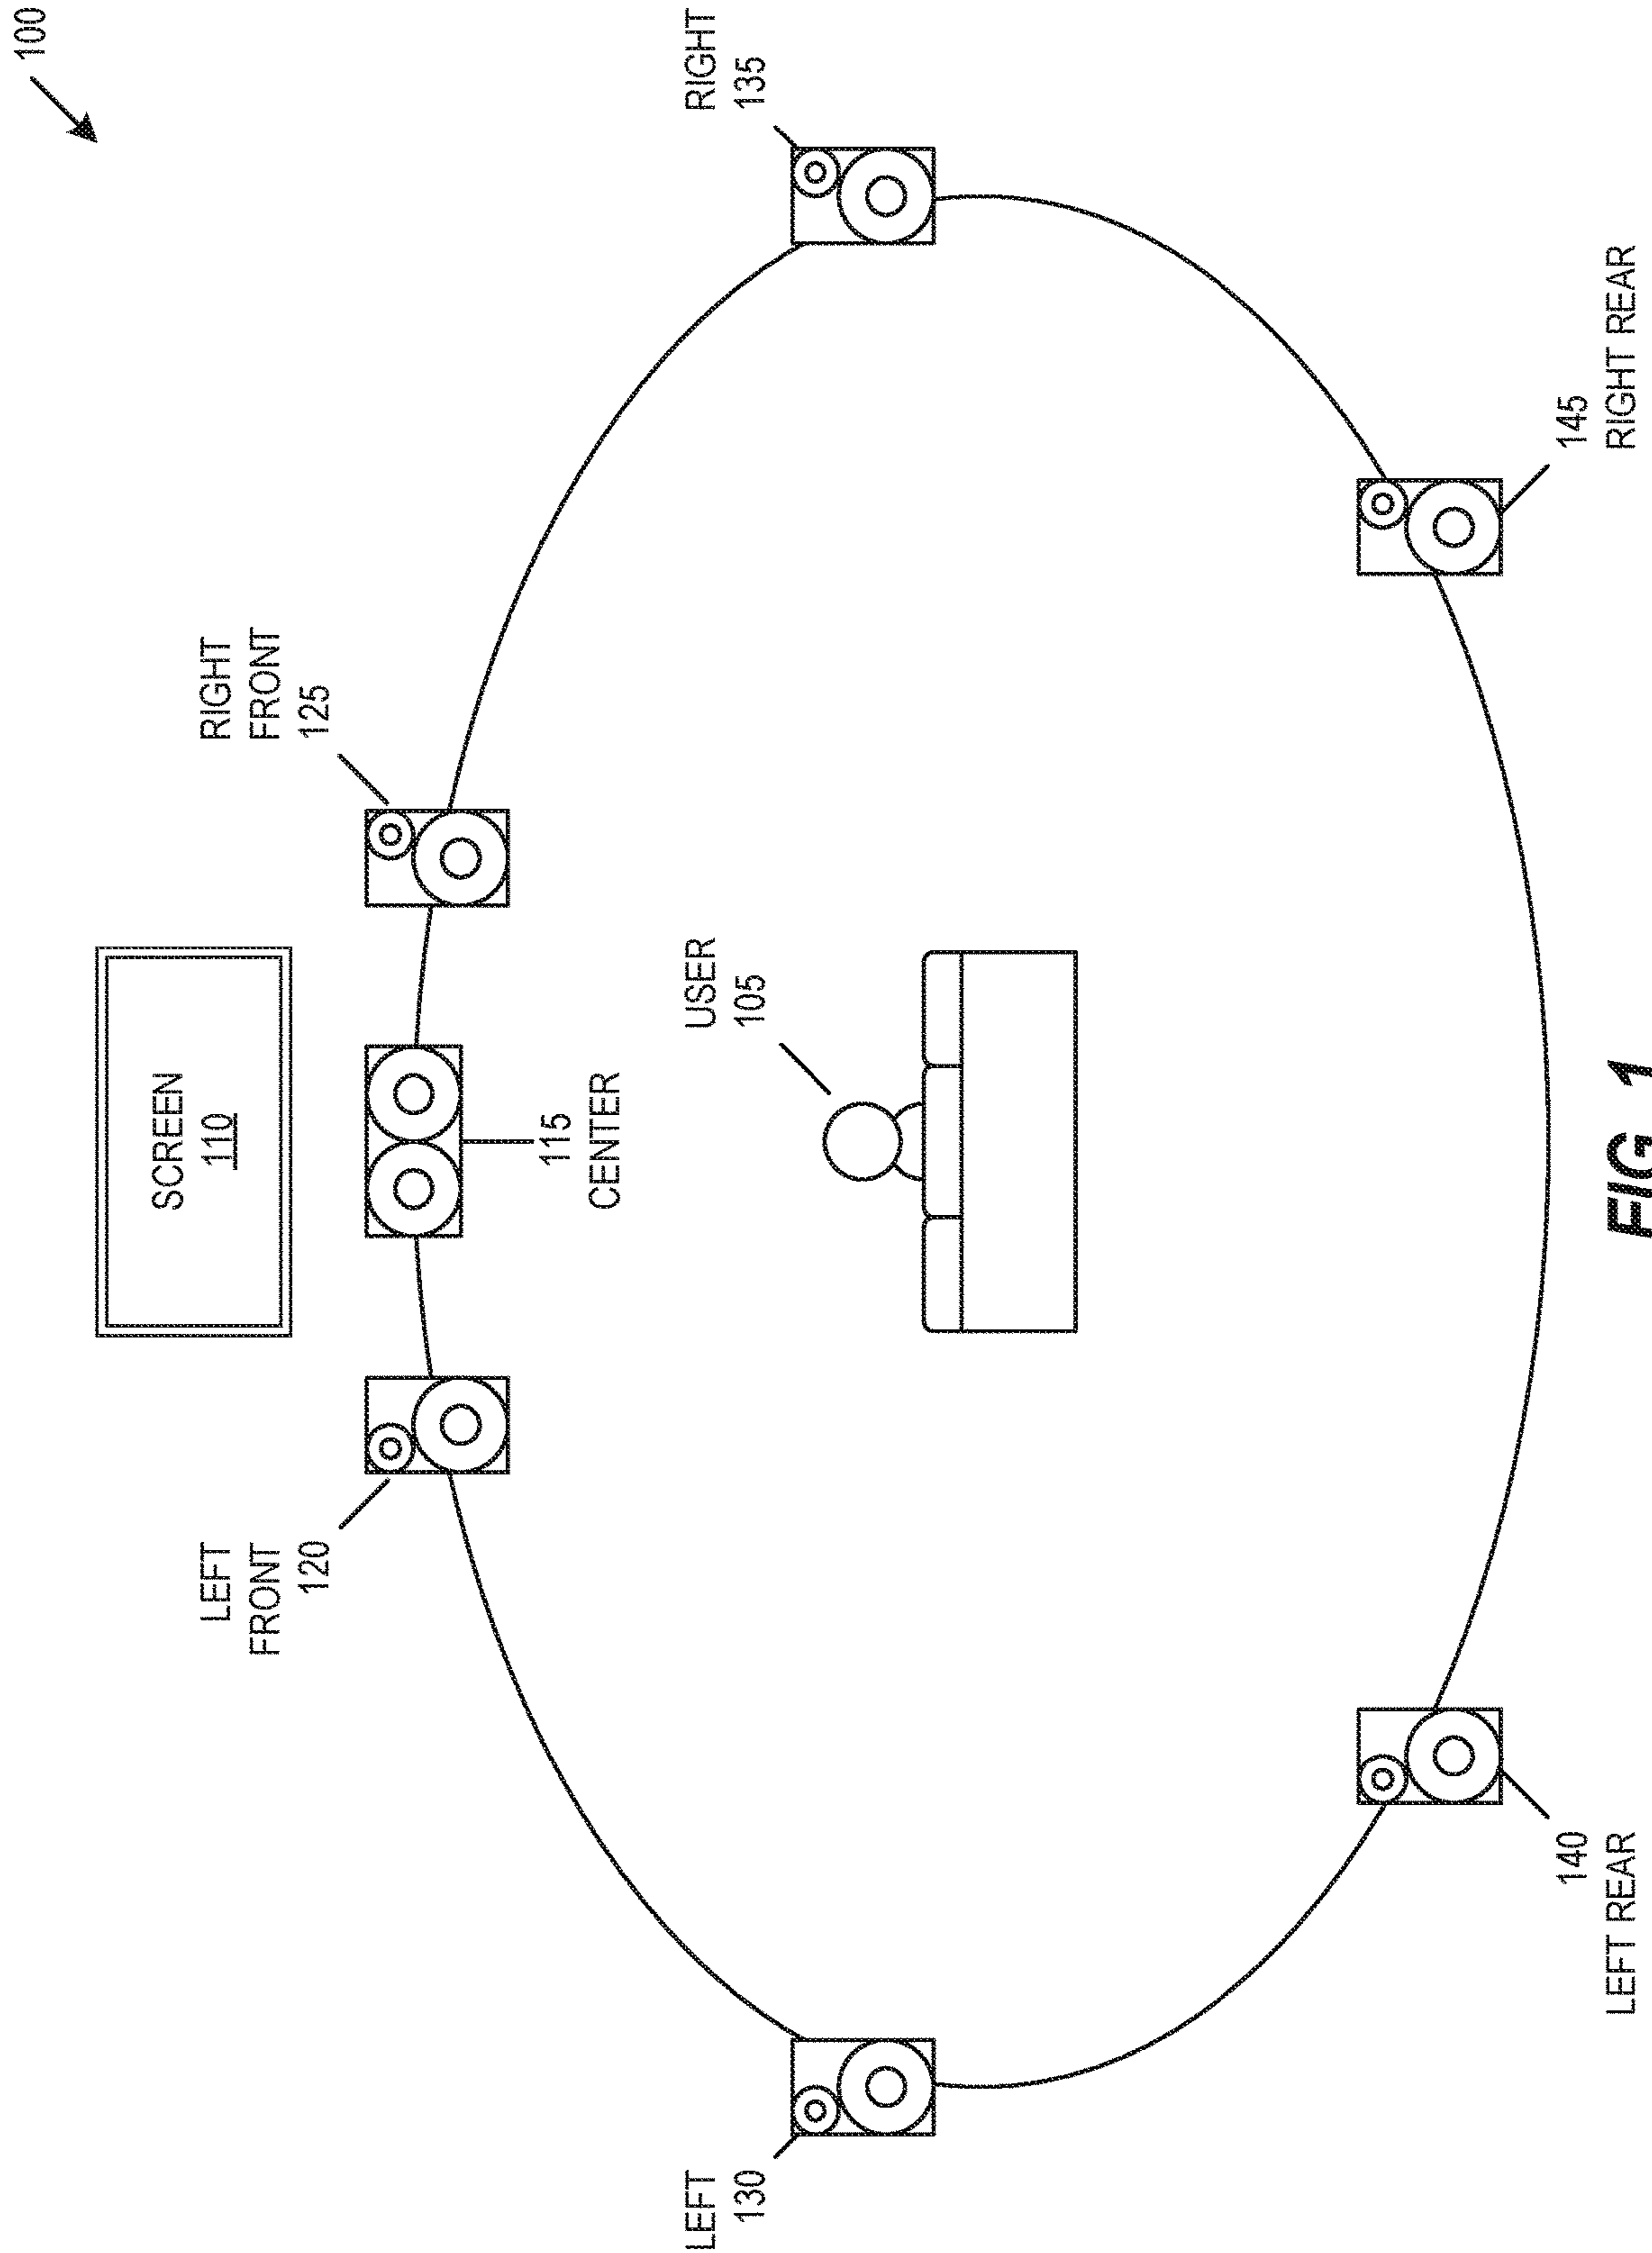 100
SCREEN
110
LEFT
FRONT
120
RIGHT
FRONT
125
115
CENTER
LEFT
130
USER
105
RIGHT
135
140
LEFT REAR
145
RIGHT REAR
FIG 1